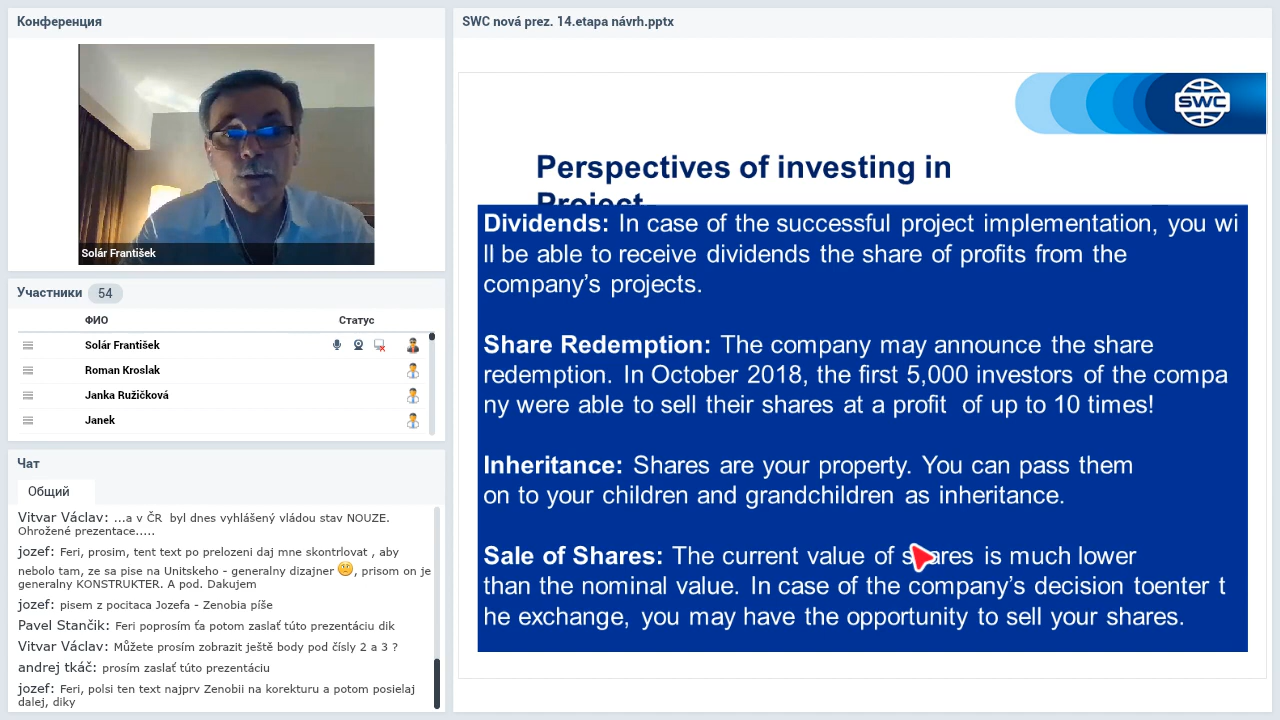 Конференция
Solár František
Участники 54
ФИО Статус
Solár František
Roman Kroslak
Janka Ružičková
Janek
Чат
Общий
Vitvar Václav: ...a v ČR byl dnes vyhlášený vládou stav NOUZE.
Ohrožené prezentace.....
jozef: Feri, prosim, tent text po prelozeni daj mne skontrlovat , aby
nebolo tam, ze sa pise na Unitskeho - generalny dizajner , prisom on je
generalny KONSTRUKTER. A pod. Dakujem
jozef: pisem z pocitaca Jozefa - Zenobia píše
Pavel Stančik: Feri poprosím ťa potom zaslať túto prezentáciu dik
Vitvar Václav: Můžete prosím zobrazit ještě body pod čísly 2 a 3 ?
andrej tkáč: prosím zaslať túto prezentáciu
jozef: Feri, polsi ten text najprv Zenobii na korekturu a potom posielaj
dalej, diky
SWC nová prez. 14.etapa návrh.pptx
SWC
Perspectives of investing in
Project
Dividends: In case of the successful project implementation, you wi
ll be able to receive dividends the share of profits from the
company’s projects.
Share Redemption: The company may announce the share
redemption. In October 2018, the first 5,000 investors of the compa
ny were able to sell their shares at a profit of up to 10 times!
Inheritance: Shares are your property. You can pass them
on to your children and grandchildren as inheritance.
Sale of Shares: The current value of shares is much lower
than the nominal value. In case of the company’s decision toenter t
he exchange, you may have the opportunity to sell your shares.